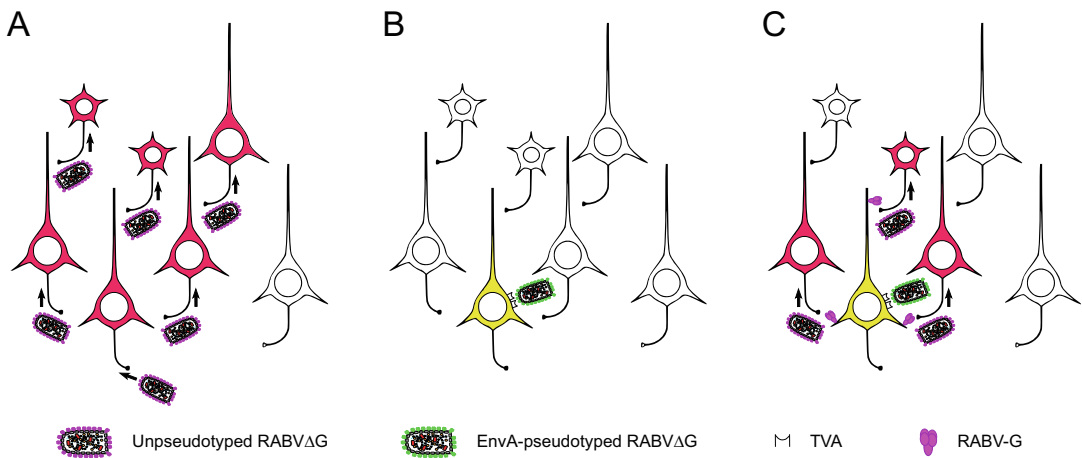 A
B
C
Unpseudotyped RABVΔG
EnvA-pseudotyped RABVΔG
TVA
RABV-G